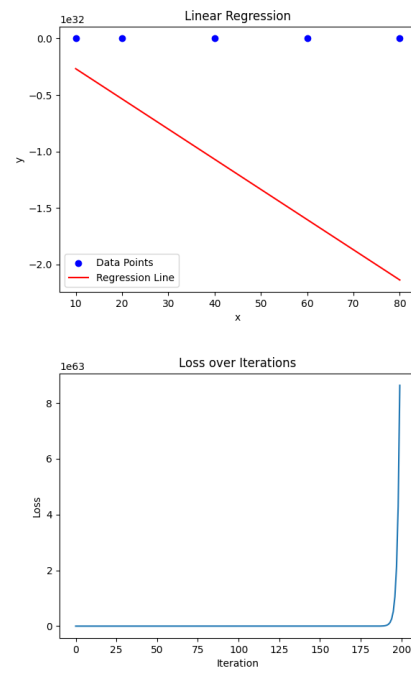 Linear Regression
1e32
0.0
−0.5
−1.0
−1.5
−2.0
y
Data Points
Regression Line
10 20 30 40 50 60 70 80
x
Loss over Iterations
1e63
8
6
4
2
0
Loss
0 25 50 75 100 125 150 175 200
Iteration